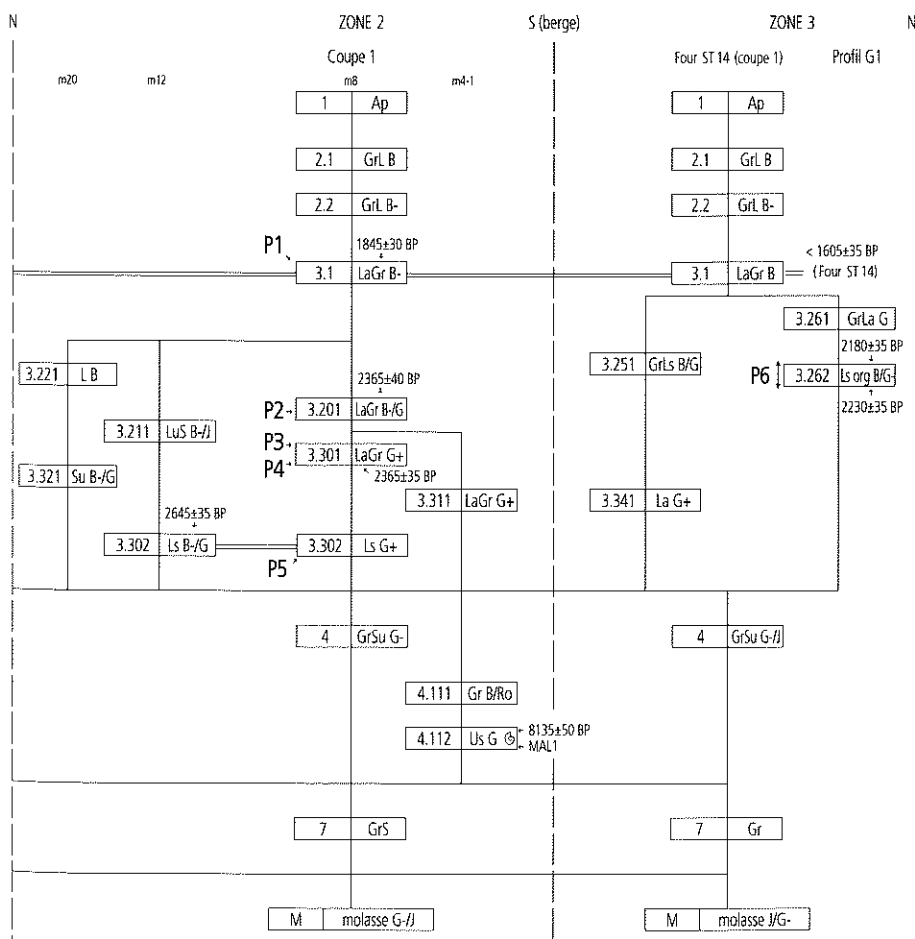 N ZONE 2 S (berge) ZONE 3 N
Coupe 1 Four ST 14 (coupe 1) Profil G1
m20 m12 m8 m4-1
1 Ap 1 Ap
2.1 GrL B 2.1 GrL B
2.2 GrL B- 2.2 GrL B-
P1 1845±30 BP < 1605±35 BP
3.1 LaGr B- 3.1 LaGr B (Four ST 14)
3.261 GrLa G
2180±35 BP
3.221 L B 3.251 GrLs B/G P6 3.262 Ls org B/G-
2365±40 BP 2230±35 BP
P2 3.201 LaGr B-/G
3.211 LuS B-/J
P3 3.301 LaGr G+
P4
3.321 Su B-/G 2365±35 BP
3.311 LaGr G+ 3.341 La G+
2645±35 BP
3.302 Ls B-/G 3.302 Ls G+
P5
4 GrSu G- 4 GrSu G-/J
4.111 Gr B/Ro
4.112 Us G 8135±50 BP
MAL1
7 GrS 7 Gr
M molasse G-/J M molasse J/G-